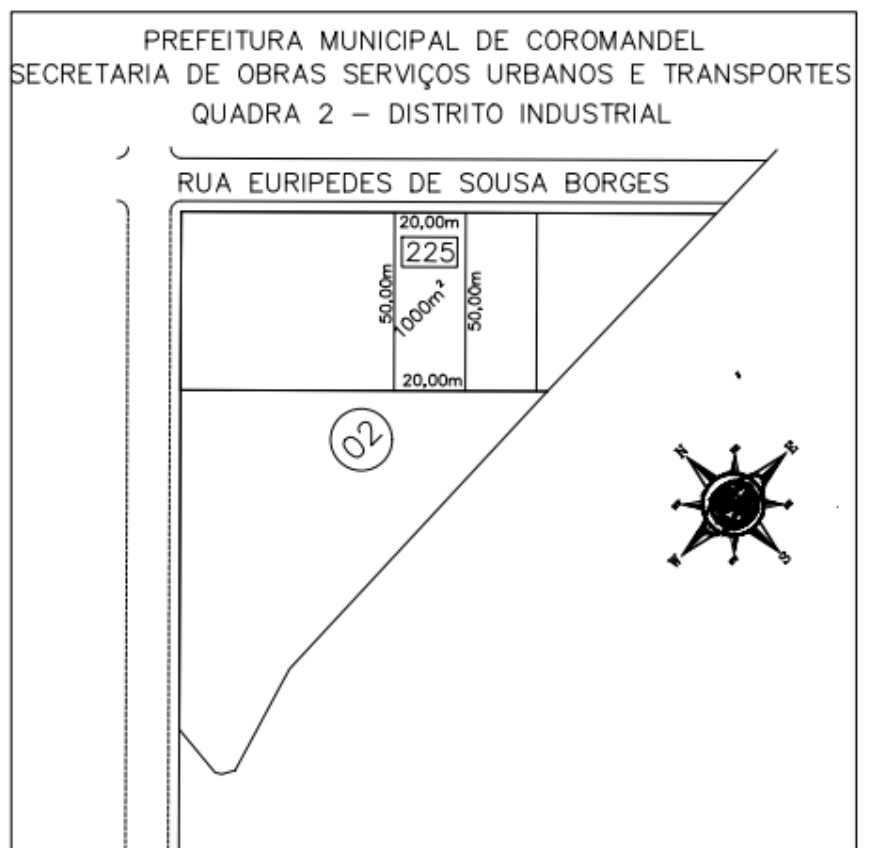 PREFEITURA MUNICIPAL DE COROMANDEL
SECRETARIA DE OBRAS SERVIÇOS URBANOS E TRANSPORTES
QUADRA 2 – DISTRITO INDUSTRIAL
RUA EURIPEDES DE SOUSA BORGES
20,00m
225
50,00m
1000m²
50,00m
20,00m
02
N
E
W
S